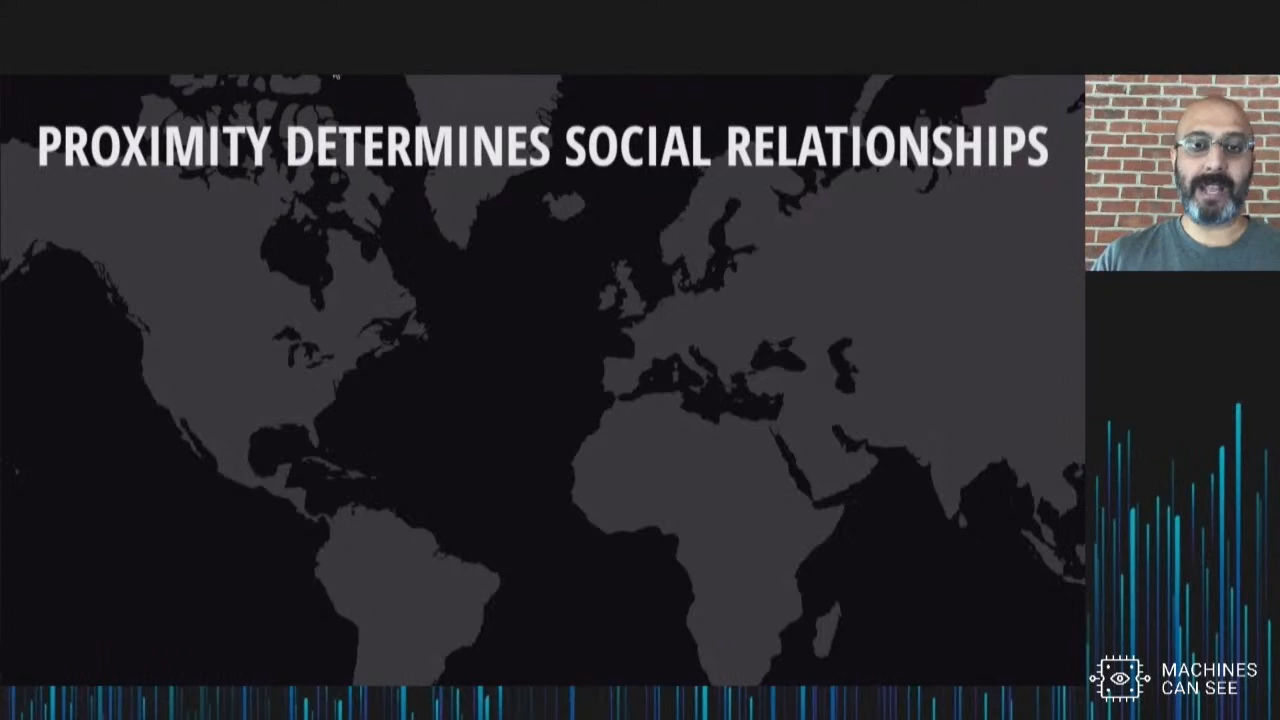 PROXIMITY DETERMINES SOCIAL RELATIONSHIPS
MACHINES
CAN SEE